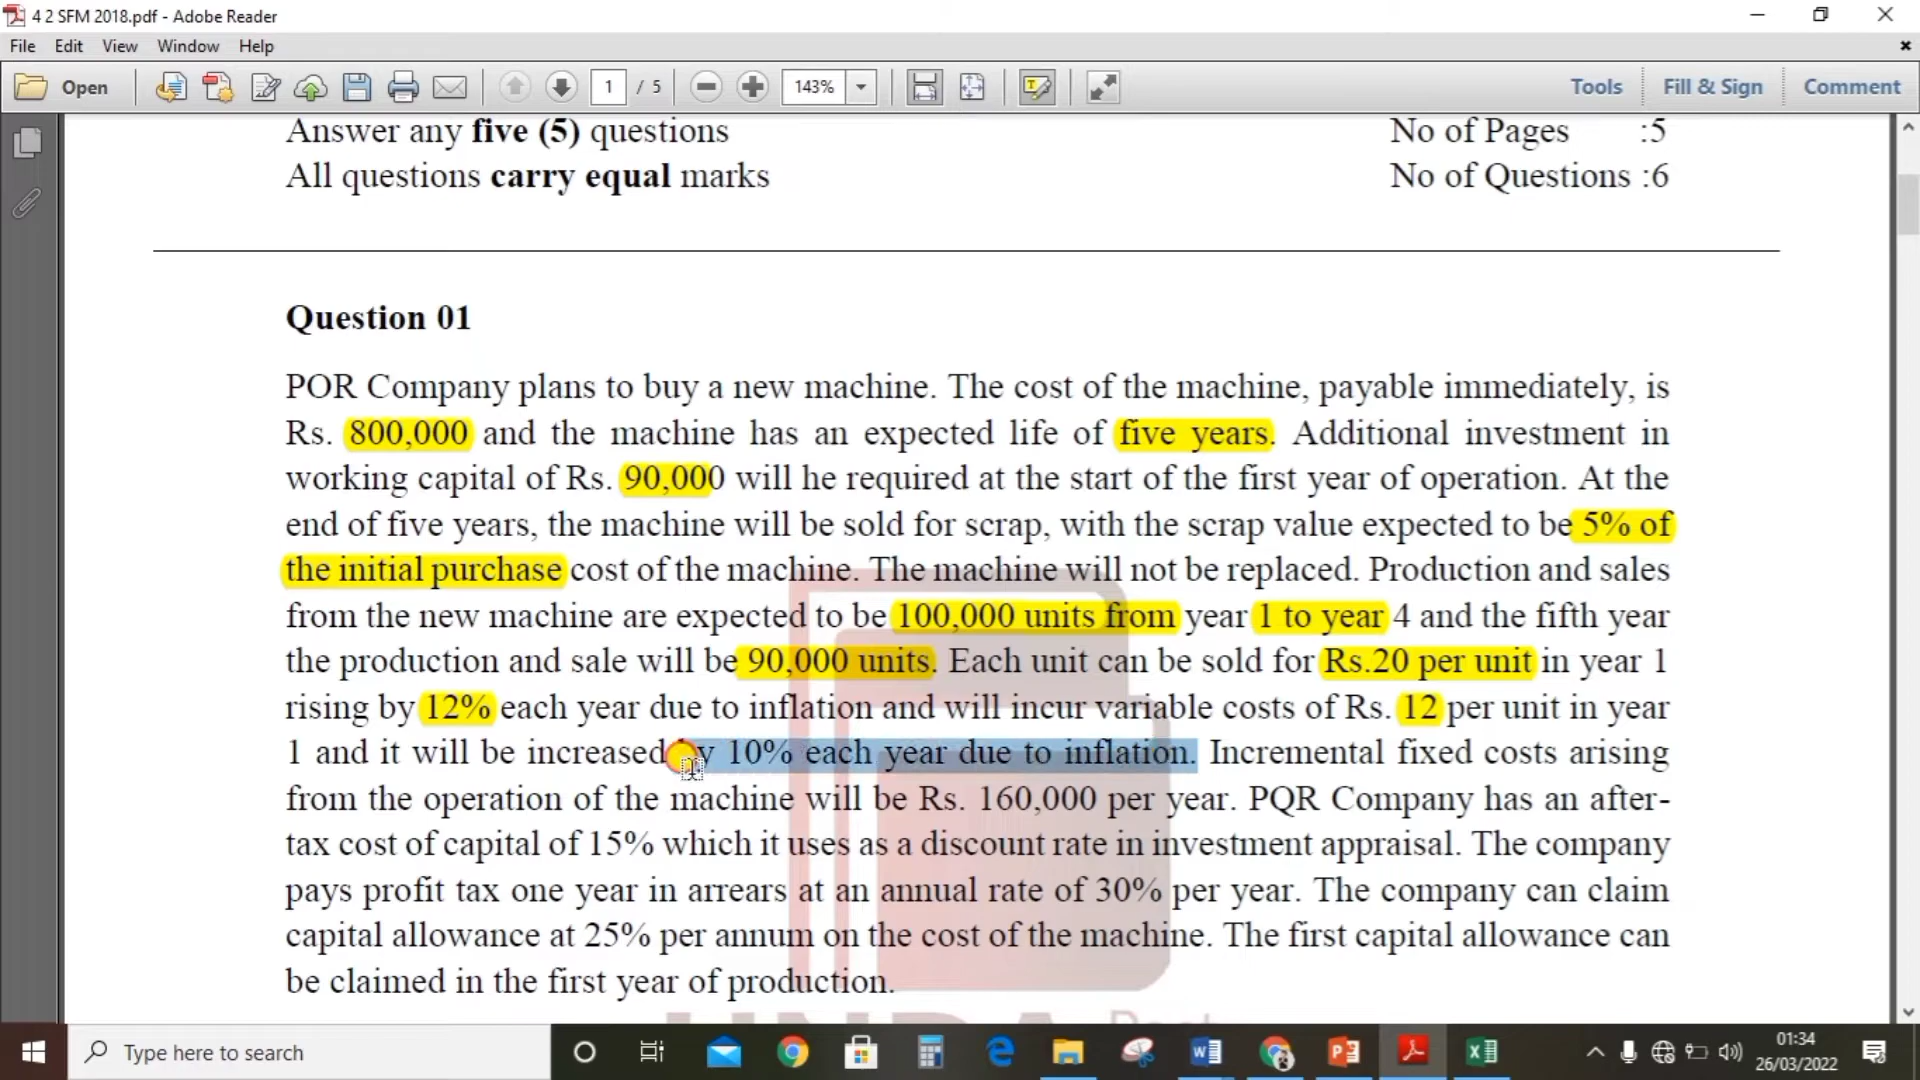 4 2 SFM 2018.pdf - Adobe Reader
File Edit View Window Help
Open 1 / 5 143% Tools Fill & Sign Comment
Answer any five (5) questions No of Pages :5
All questions carry equal marks No of Questions :6
Question 01
POR Company plans to buy a new machine. The cost of the machine, payable immediately, is
Rs. 800,000 and the machine has an expected life of five years. Additional investment in
working capital of Rs. 90,000 will he required at the start of the first year of operation. At the
end of five years, the machine will be sold for scrap, with the scrap value expected to be 5% of
the initial purchase cost of the machine. The machine will not be replaced. Production and sales
from the new machine are expected to be 100,000 units from year 1 to year 4 and the fifth year
the production and sale will be 90,000 units. Each unit can be sold for Rs.20 per unit in year 1
rising by 12% each year due to inflation and will incur variable costs of Rs. 12 per unit in year
1 and it will be increased by 10% each year due to inflation. Incremental fixed costs arising
from the operation of the machine will be Rs. 160,000 per year. PQR Company has an after-
tax cost of capital of 15% which it uses as a discount rate in investment appraisal. The company
pays profit tax one year in arrears at an annual rate of 30% per year. The company can claim
capital allowance at 25% per annum on the cost of the machine. The first capital allowance can
be claimed in the first year of production.
Type here to search
01:34
26/03/2022